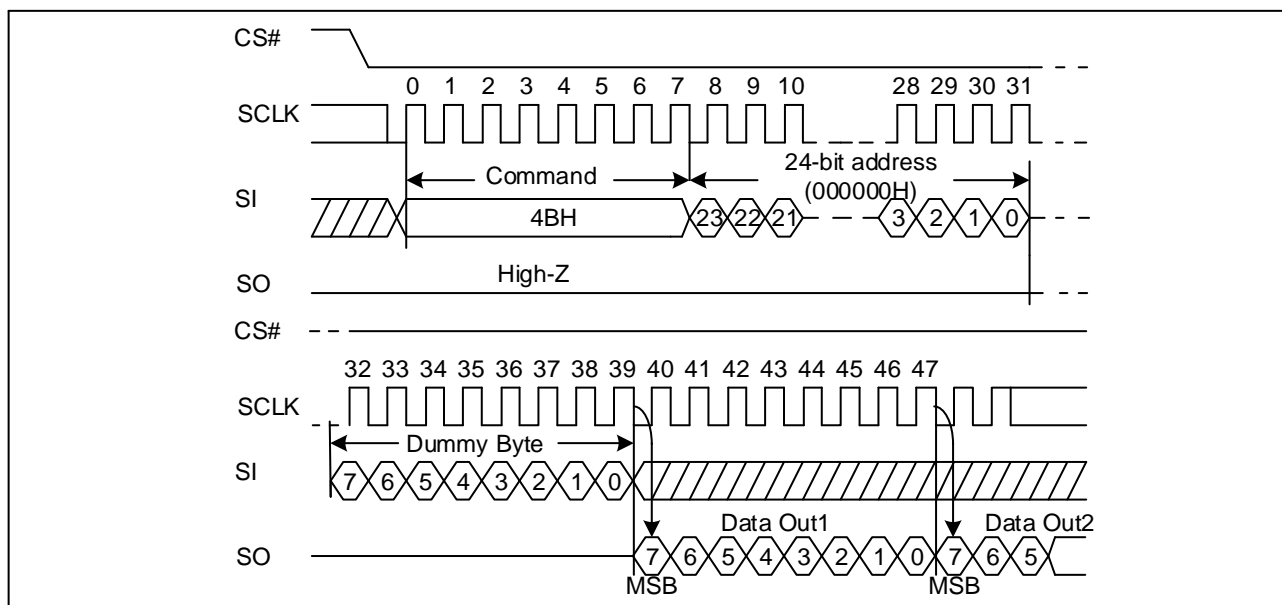 CS#
0 1 2 3 4 5 6 7 8 9 10 28 29 30 31
SCLK
Command
24-bit address
(000000H)
SI
4BH
23 22 21 3 2 1 0
High-Z
SO
CS#
32 33 34 35 36 37 38 39 40 41 42 43 44 45 46 47
SCLK
Dummy Byte
SI
7 6 5 4 3 2 1 0
Data Out1 Data Out2
SO
7 6 5 4 3 2 1 0 7 6 5
MSB MSB